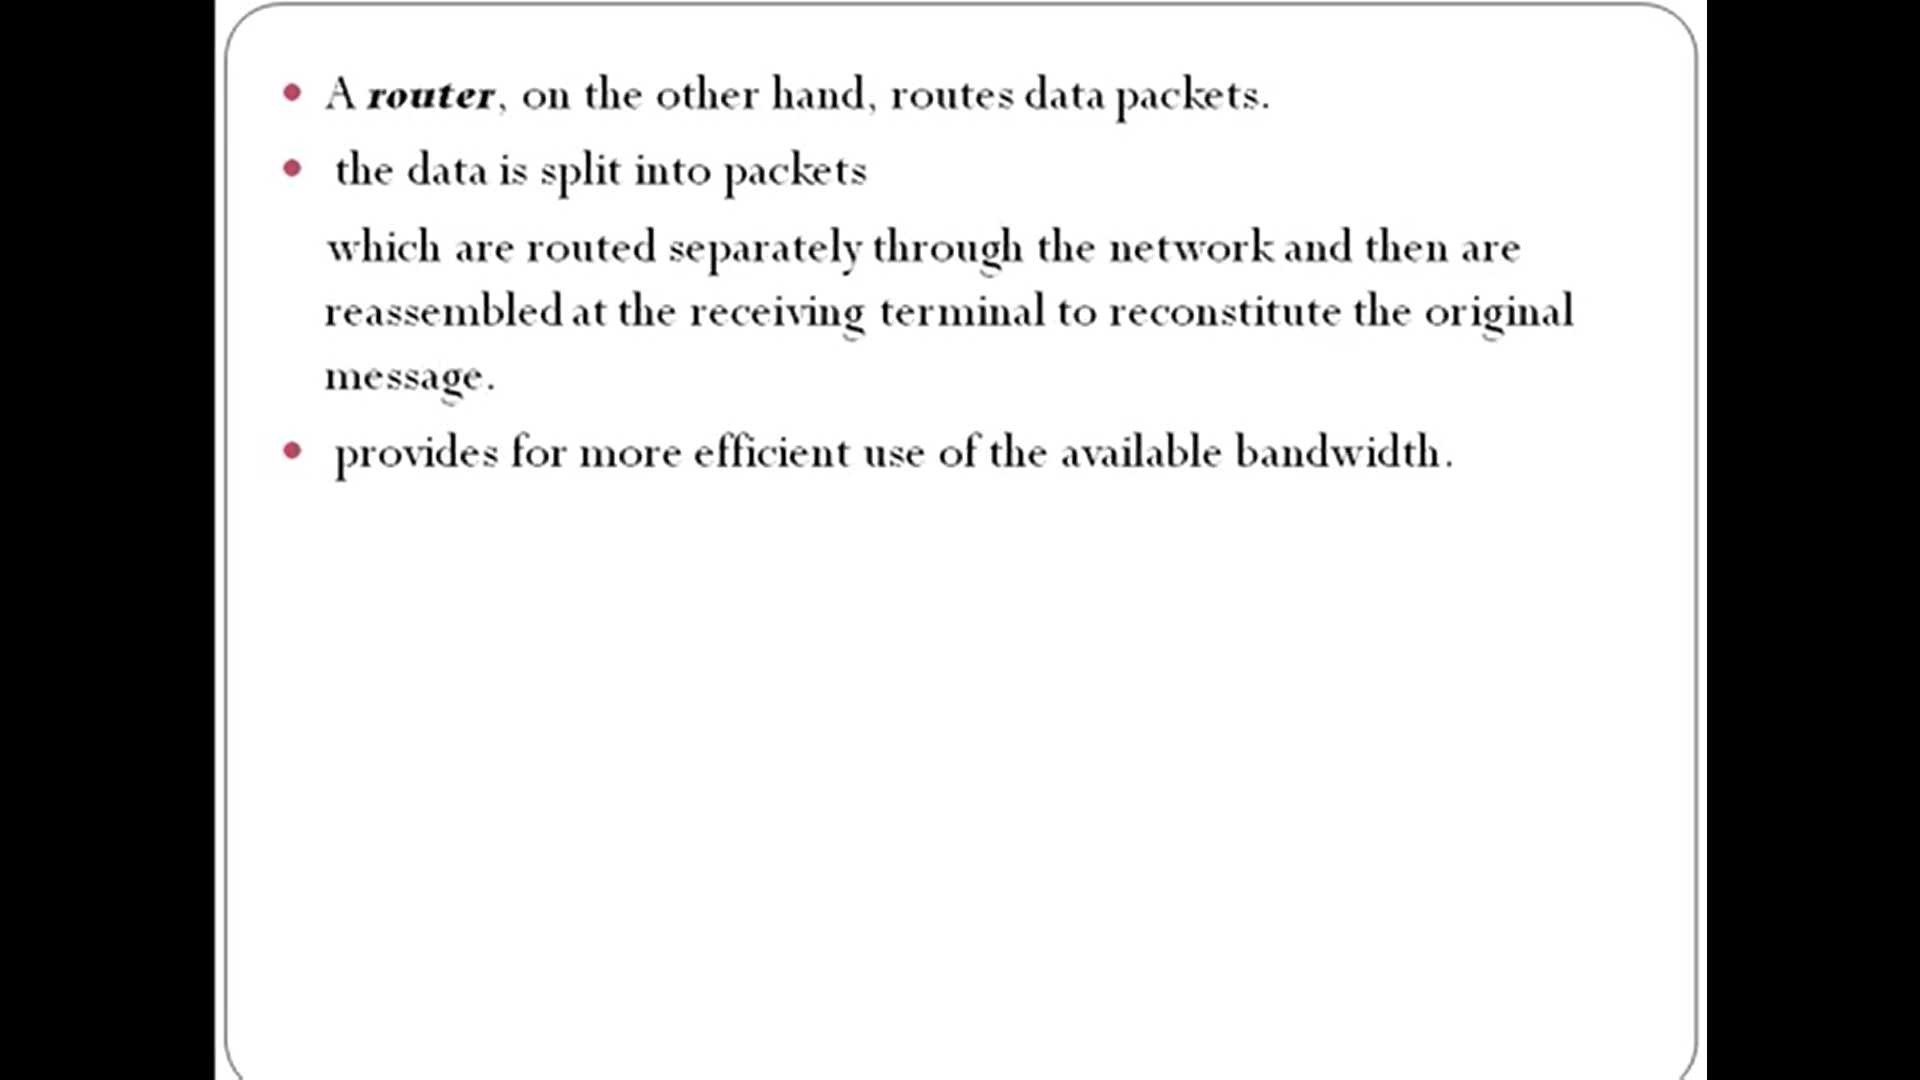 A router, on the other hand, routes data packets.
the data is split into packets
which are routed separately through the network and then are
reassembled at the receiving terminal to reconstitute the original
message.
provides for more efficient use of the available bandwidth.